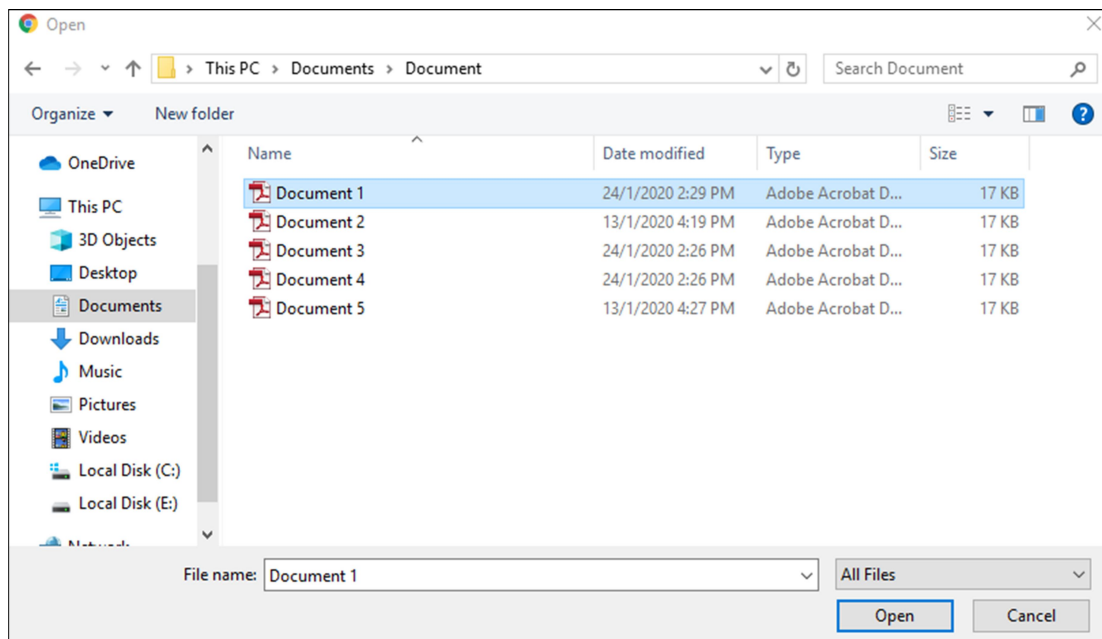 Open
This PC > Documents > Document
Search Document
Organize
New folder
?
Name
Date modified
Type
Size
OneDrive
This PC
3D Objects
Desktop
Documents
Downloads
Music
Pictures
Videos
Local Disk (C:)
Local Disk (E:)
Document 1 24/1/2020 2:29 PM Adobe Acrobat D... 17 KB
Document 2 13/1/2020 4:19 PM Adobe Acrobat D... 17 KB
Document 3 24/1/2020 2:26 PM Adobe Acrobat D... 17 KB
Document 4 24/1/2020 2:26 PM Adobe Acrobat D... 17 KB
Document 5 13/1/2020 4:27 PM Adobe Acrobat D... 17 KB
File name: Document 1
All Files
Open
Cancel